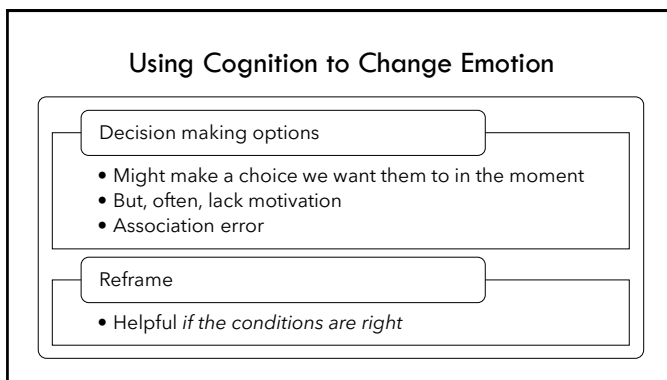 Using Cognition to Change Emotion
Decision making options
• Might make a choice we want them to in the moment
• But, often, lack motivation
• Association error
Reframe
• Helpful if the conditions are right